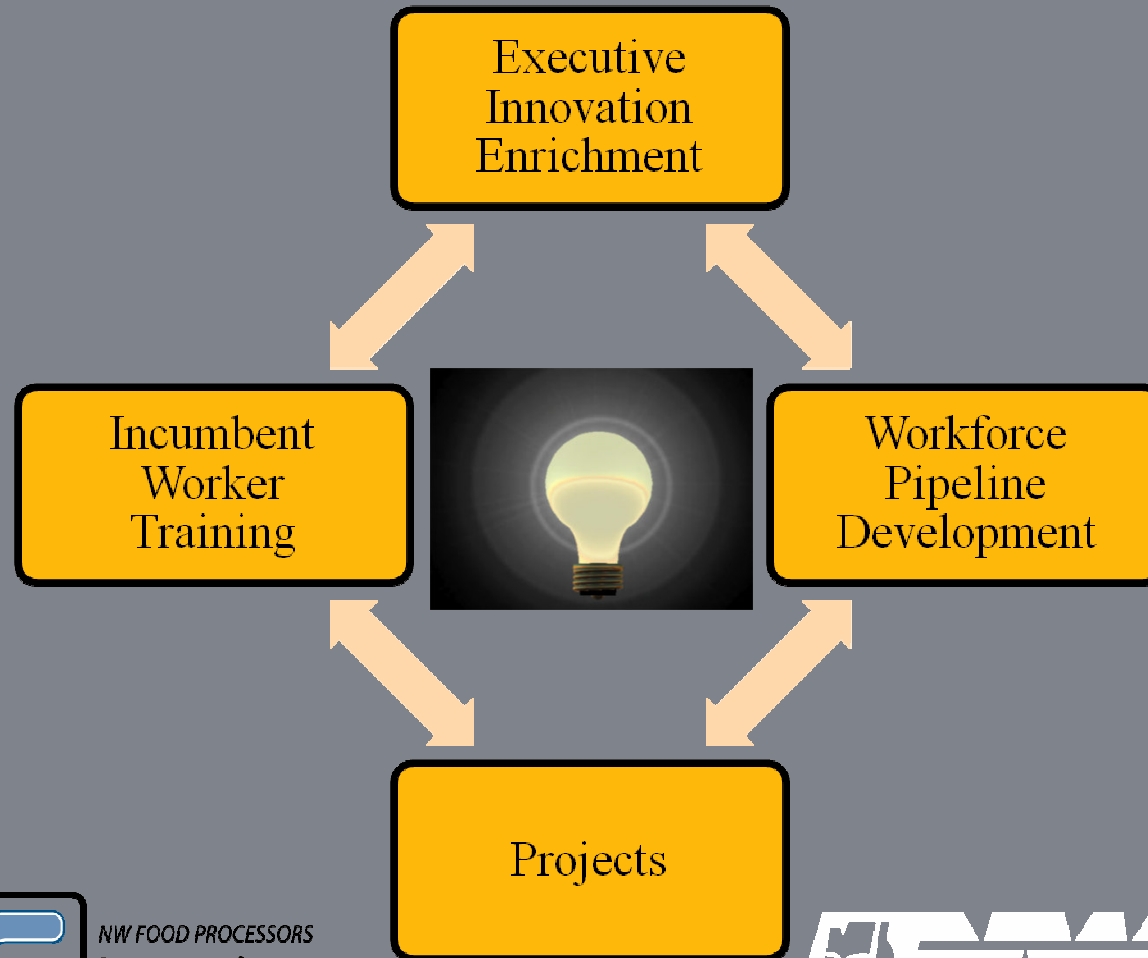 Executive
Innovation
Enrichment
Incumbent
Worker
Training
Workforce
Pipeline
Development
Projects
NW FOOD PROCESSORS